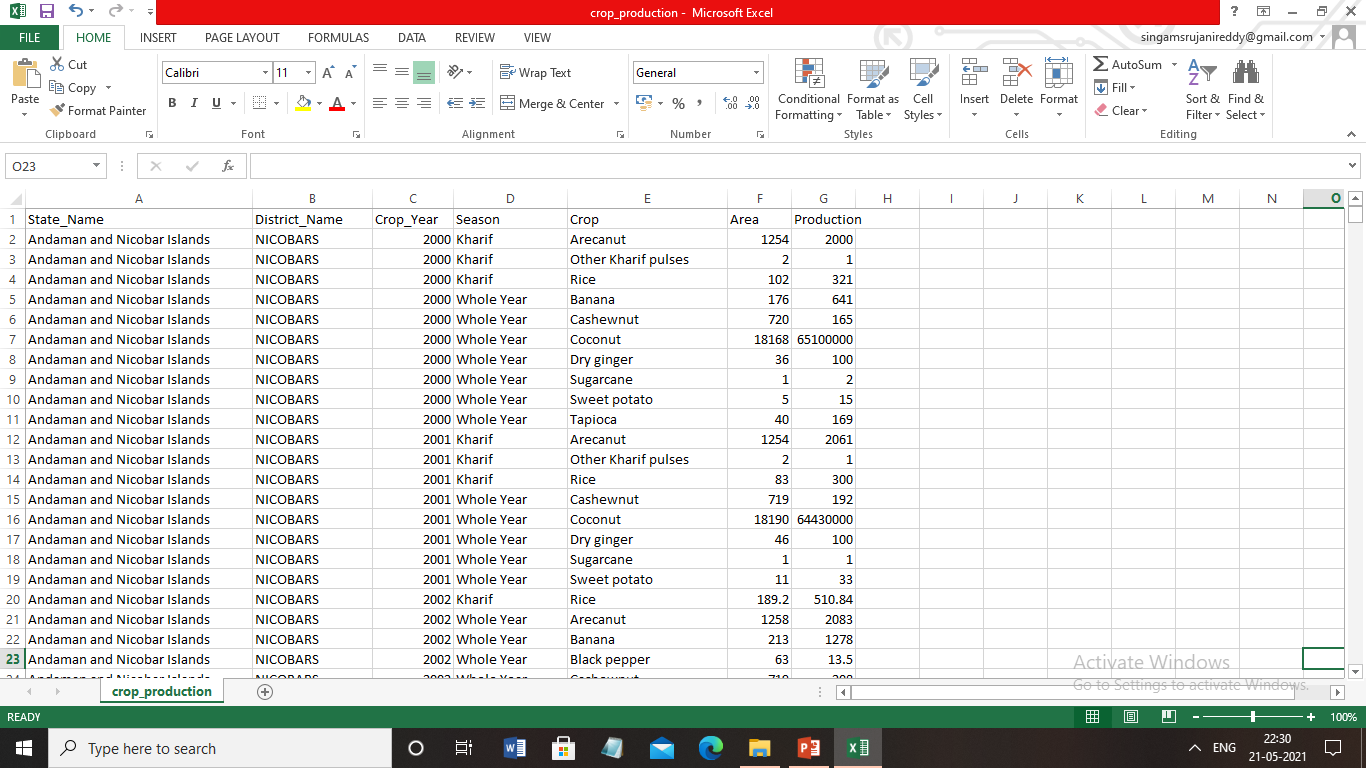 crop_production - Microsoft Excel
FILE HOME INSERT PAGE LAYOUT FORMULAS DATA REVIEW VIEW singamsrujanireddy@gmail.com
Paste Cut Copy Format Painter Clipboard
Calibri 11 B I U A Font
Wrap Text Merge & Center Alignment
General % Number
Conditional Formatting Format as Table Cell Styles Styles
Insert Delete Format Cells
AutoSum Fill Clear Sort & Filter Find & Select Editing
O23 fx
A B C D E F G H I J K L M N O
1 State_Name District_Name Crop_Year Season Crop Area Production
2 Andaman and Nicobar Islands NICOBARS 2000 Kharif Arecanut 1254 2000
3 Andaman and Nicobar Islands NICOBARS 2000 Kharif Other Kharif pulses 2 1
4 Andaman and Nicobar Islands NICOBARS 2000 Kharif Rice 102 321
5 Andaman and Nicobar Islands NICOBARS 2000 Whole Year Banana 176 641
6 Andaman and Nicobar Islands NICOBARS 2000 Whole Year Cashewnut 720 165
7 Andaman and Nicobar Islands NICOBARS 2000 Whole Year Coconut 18168 65100000
8 Andaman and Nicobar Islands NICOBARS 2000 Whole Year Dry ginger 36 100
9 Andaman and Nicobar Islands NICOBARS 2000 Whole Year Sugarcane 1 2
10 Andaman and Nicobar Islands NICOBARS 2000 Whole Year Sweet potato 5 15
11 Andaman and Nicobar Islands NICOBARS 2000 Whole Year Tapioca 40 169
12 Andaman and Nicobar Islands NICOBARS 2001 Kharif Arecanut 1254 2061
13 Andaman and Nicobar Islands NICOBARS 2001 Kharif Other Kharif pulses 2 1
14 Andaman and Nicobar Islands NICOBARS 2001 Kharif Rice 83 300
15 Andaman and Nicobar Islands NICOBARS 2001 Whole Year Cashewnut 719 192
16 Andaman and Nicobar Islands NICOBARS 2001 Whole Year Coconut 18190 64430000
17 Andaman and Nicobar Islands NICOBARS 2001 Whole Year Dry ginger 46 100
18 Andaman and Nicobar Islands NICOBARS 2001 Whole Year Sugarcane 1 1
19 Andaman and Nicobar Islands NICOBARS 2001 Whole Year Sweet potato 11 33
20 Andaman and Nicobar Islands NICOBARS 2002 Kharif Rice 189.2 510.84
21 Andaman and Nicobar Islands NICOBARS 2002 Whole Year Arecanut 1258 2083
22 Andaman and Nicobar Islands NICOBARS 2002 Whole Year Banana 213 1278
23 Andaman and Nicobar Islands NICOBARS 2002 Whole Year Black pepper 63 13.5
Activate Windows
Go to Settings to activate Windows.
crop_production
READY 100%
Type here to search ENG 22:30
21-05-2021